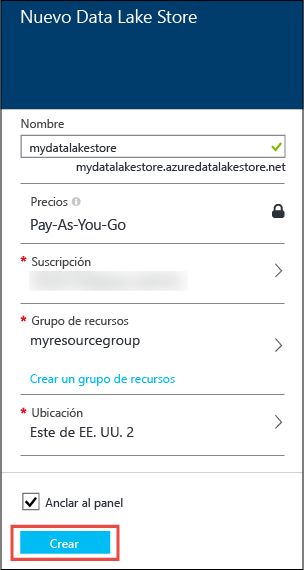 Nuevo Data Lake Store
Nombre
mydatalakestore
mydatalakestore.azuredatalakestore.net
Precios
Pay-As-You-Go
* Suscripción
* Grupo de recursos
myresourcegroup
Crear un grupo de recursos
* Ubicación
Este de EE. UU. 2
Anclar al panel
Crear